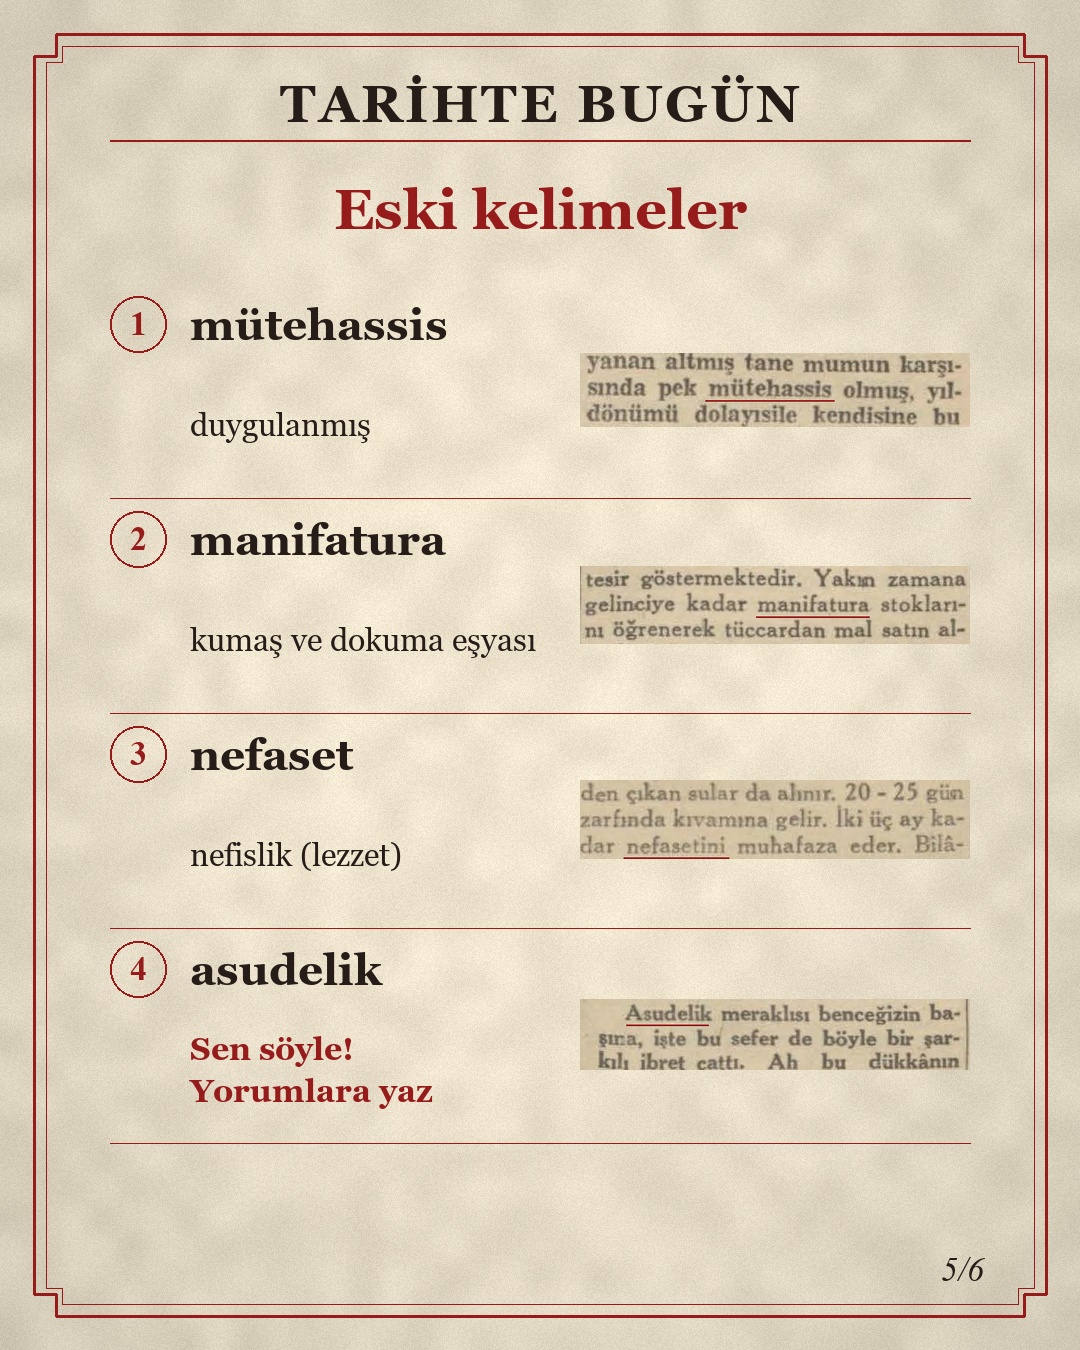 TARİHTE BUGÜN
Eski kelimeler
1 mütehassis
duygulanmış
yanan altmış tane mumun karşı-
sında pek mütehassis olmuş, yıl-
dönümü dolayısile kendisine bu
2 manifatura
kumaş ve dokuma eşyası
tesir göstermektedir. Yakın zamana
gelinciye kadar manifatura stokları-
nı öğrenerek tüccardan mal satın al-
3 nefaset
nefislik (lezzet)
den çıkan sular da alınır. 20 - 25 gün
zarfında kıvamına gelir. İki üç ay ka-
dar nefasetini muhafaza eder. Bilâ-
4 asudelik
Sen söyle!
Yorumlara yaz
Asudelik meraklısı benceğizin ba-
şına, işte bu sefer de böyle bir şar-
kılı ibret çattı. Ah bu dükkânın
5/6